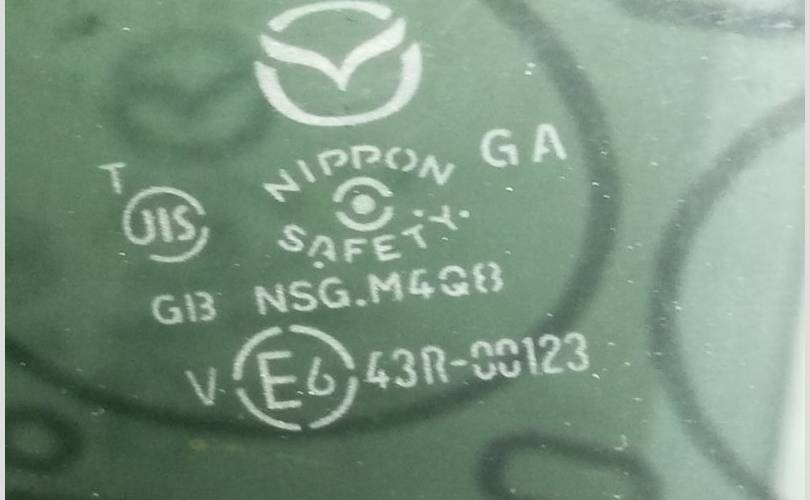 GA
NIPPON
SAFETY
T
JIS
GB NSG.M4Q8
V E6 43R-00123